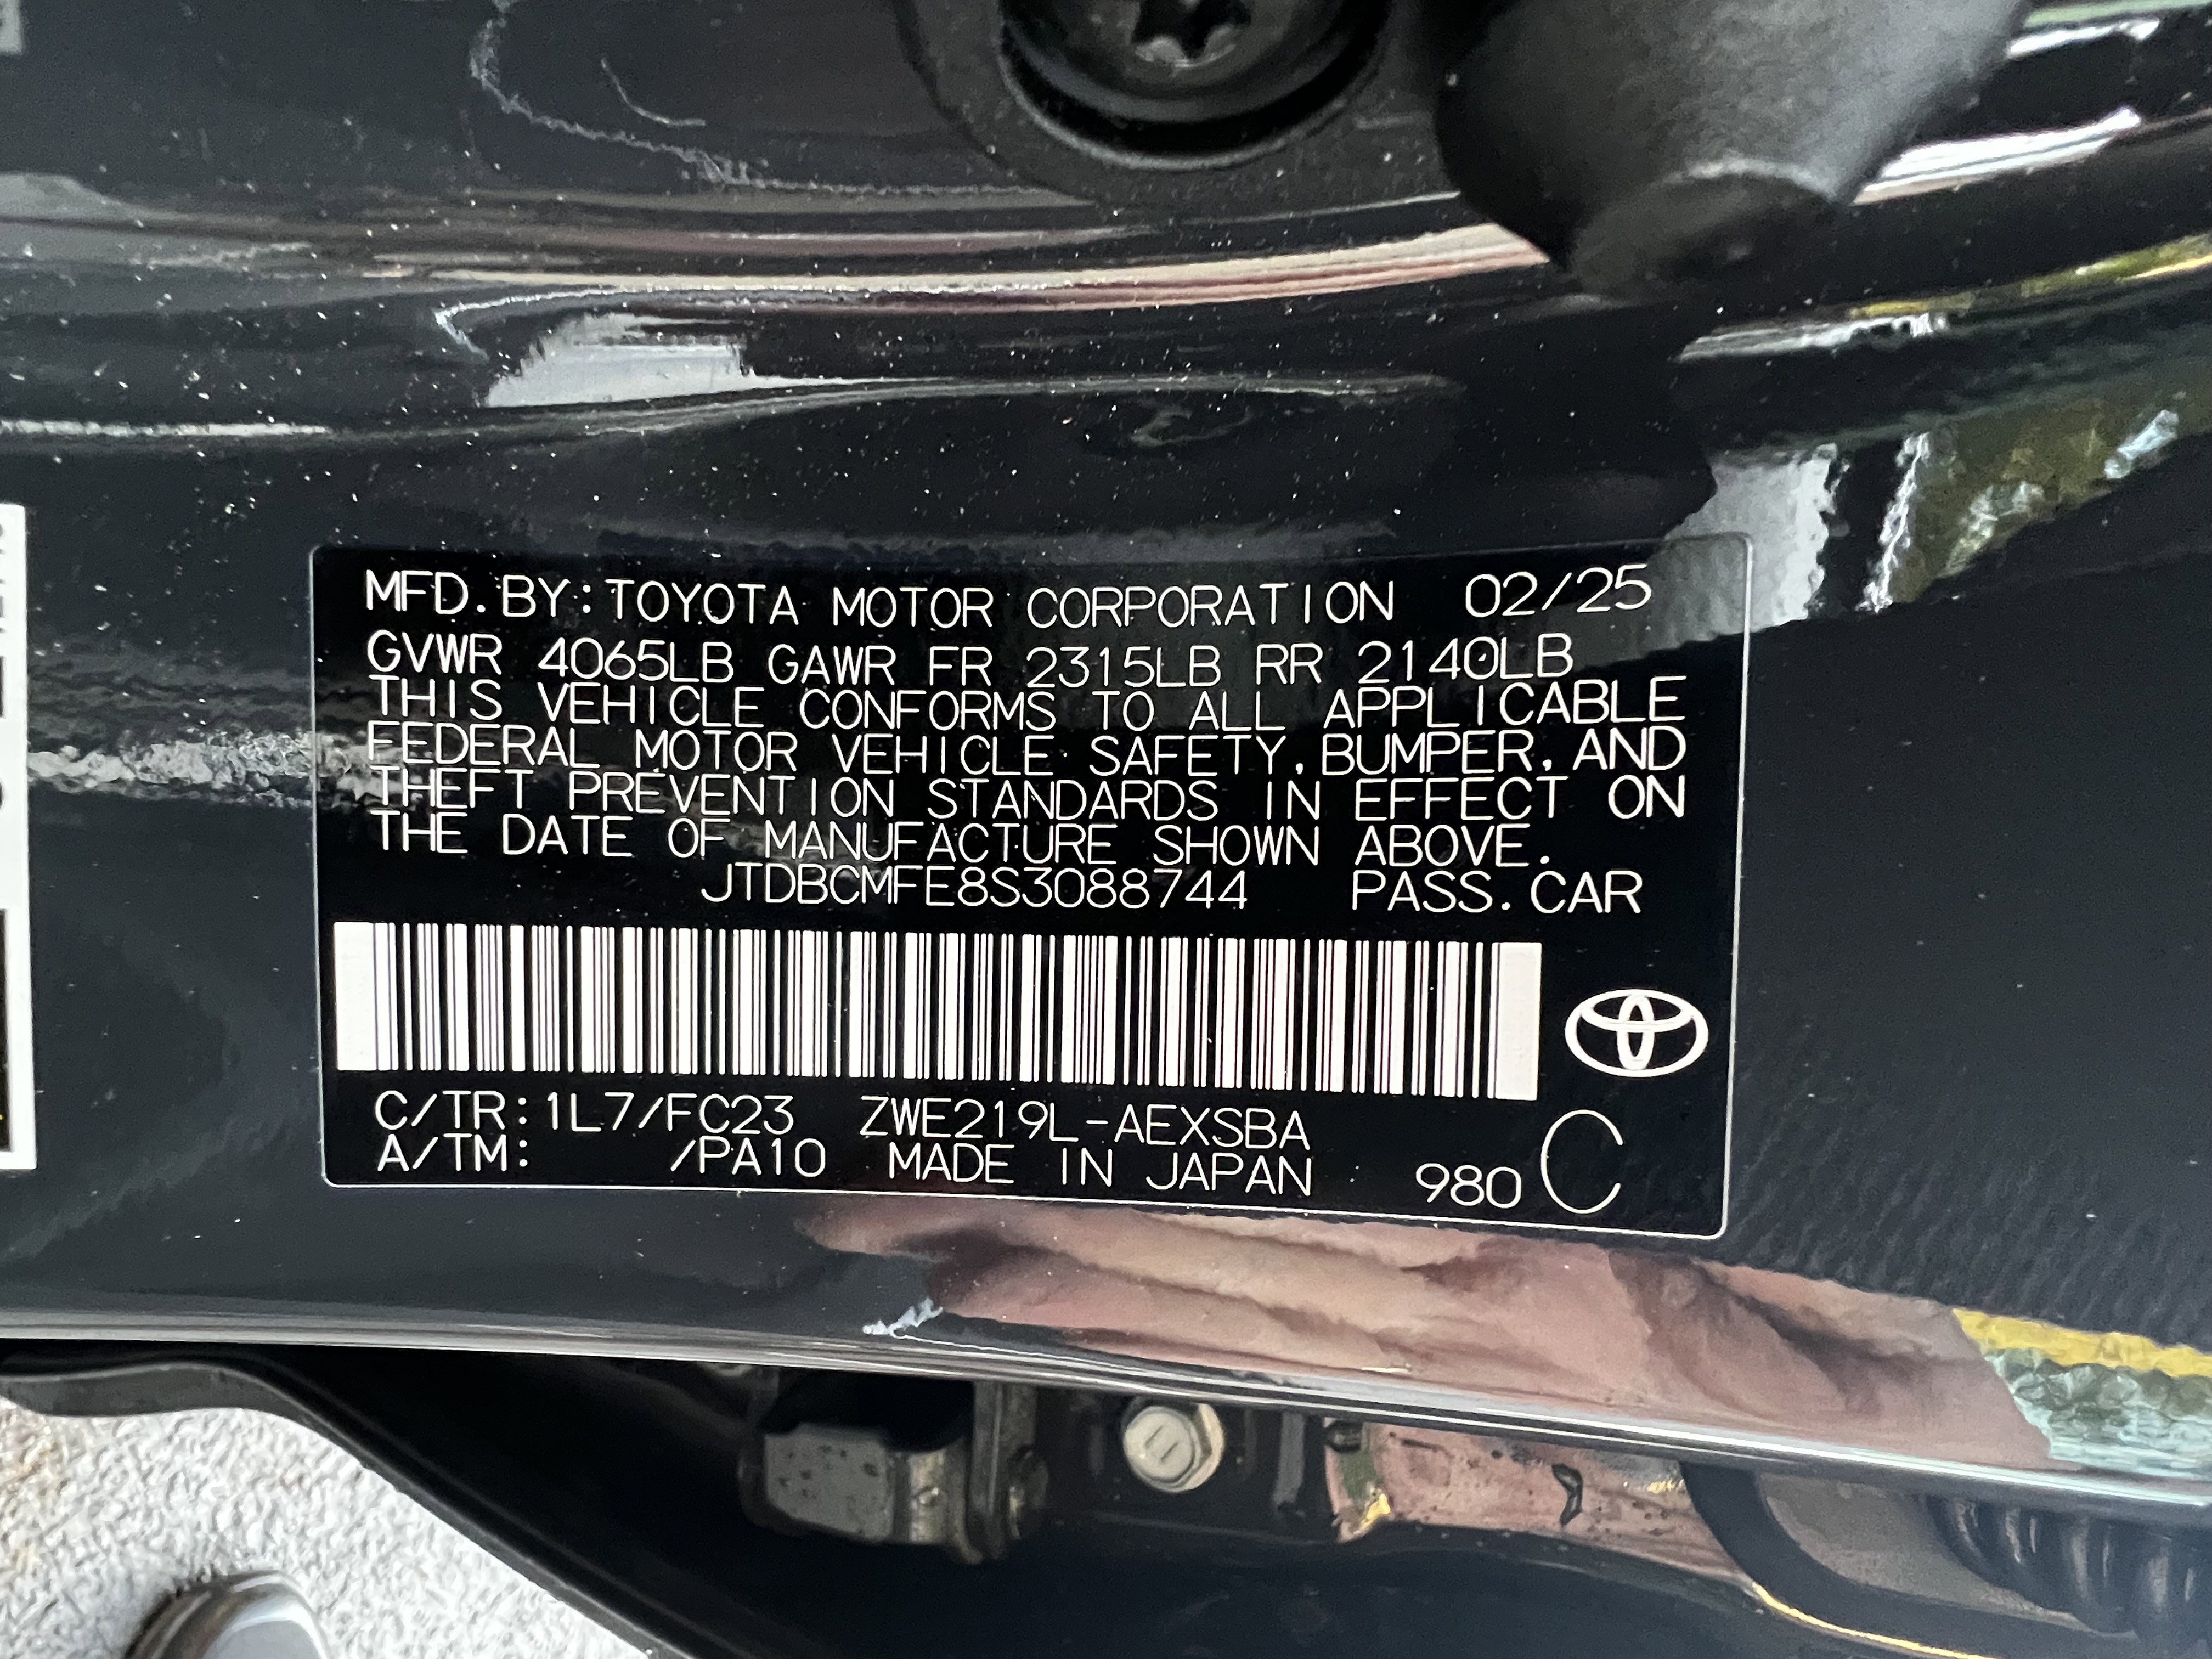 MFD. BY: TOYOTA MOTOR CORPORATION 02/25
GVWR 4065LB GAWR FR 2315LB RR 2140LB
THIS VEHICLE CONFORMS TO ALL APPLICABLE
FEDERAL MOTOR VEHICLE SAFETY, BUMPER, AND
THEFT PREVENTION STANDARDS IN EFFECT ON
THE DATE OF MANUFACTURE SHOWN ABOVE.
JTDBCMFE8S3088744 PASS. CAR
C/TR: 1L7/FC23 ZWE219L-AEXSBA
A/TM: /PA10 MADE IN JAPAN 980 C